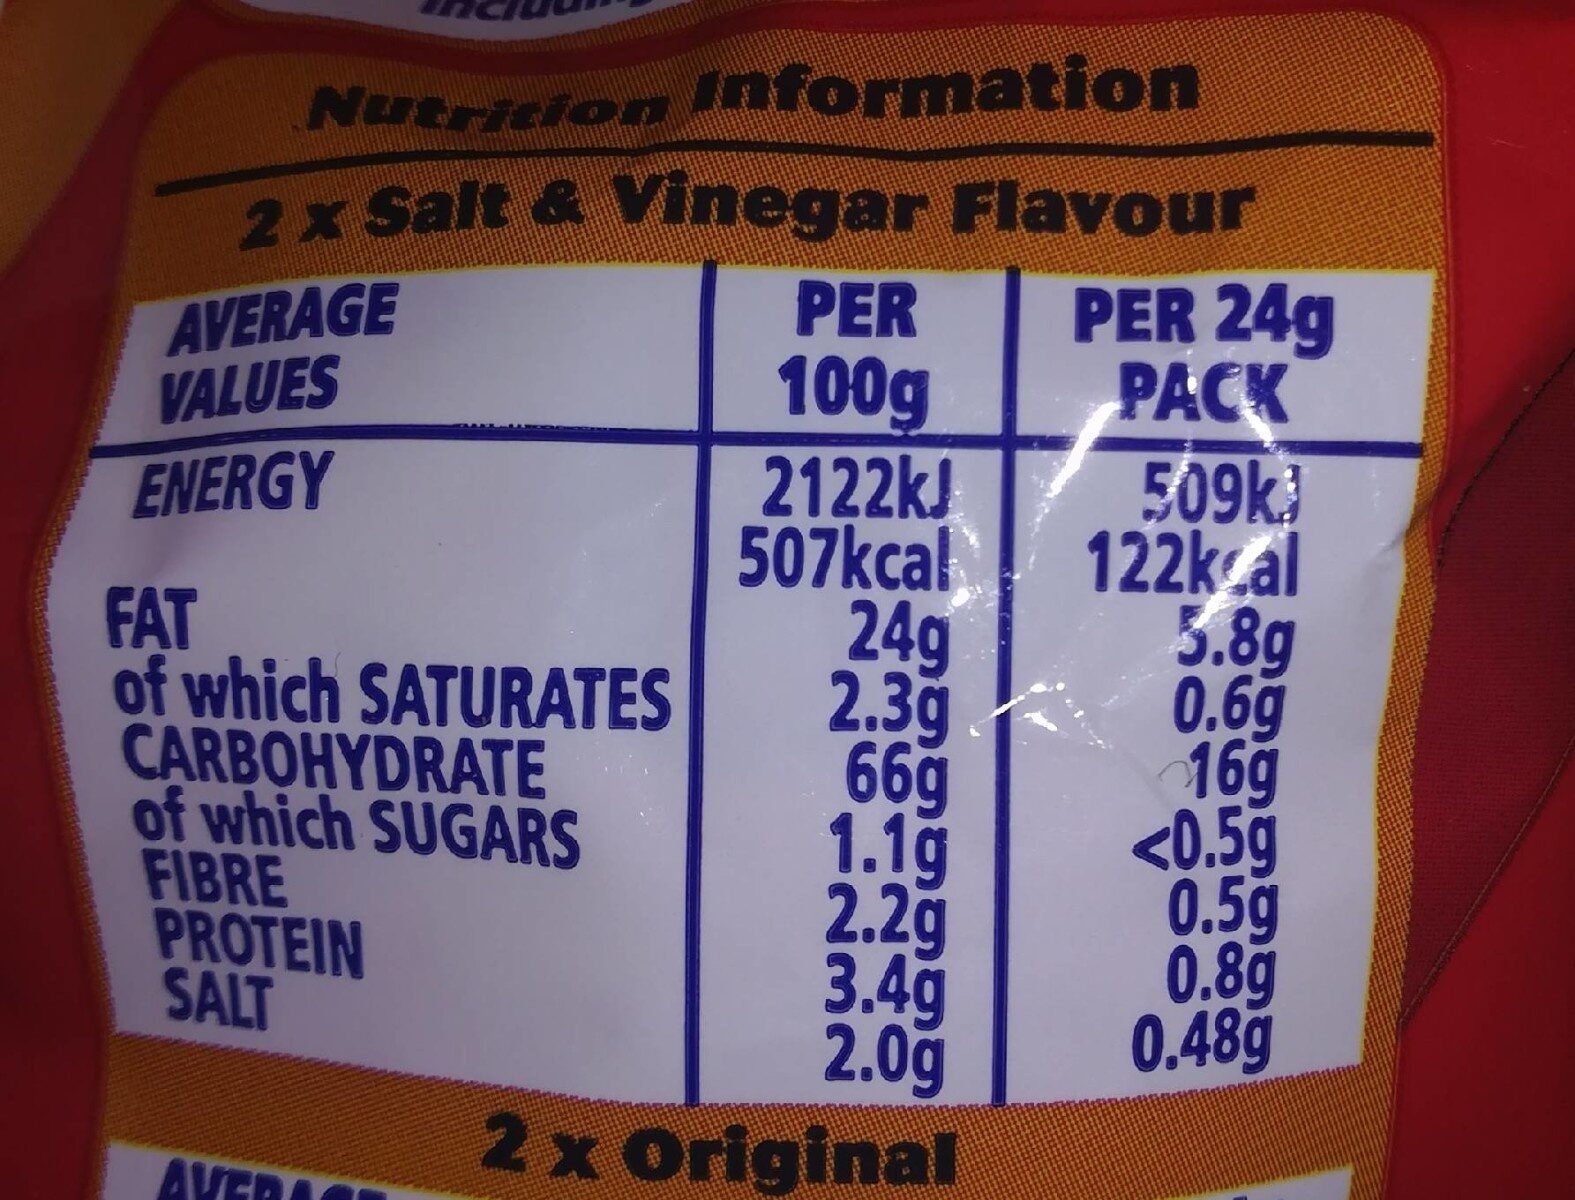 Nutrition Information
2 x Salt & Vinegar Flavour
AVERAGE VALUES PER 100g PER 24g PACK
ENERGY 2122kJ 509kJ
507kcal 122kcal
FAT 24g 5.8g
of which SATURATES 2.3g 0.6g
CARBOHYDRATE 66g 16g
of which SUGARS 1.1g <0.5g
FIBRE 2.2g 0.5g
PROTEIN 3.4g 0.8g
SALT 2.0g 0.48g
2 x Original
AVERAGE